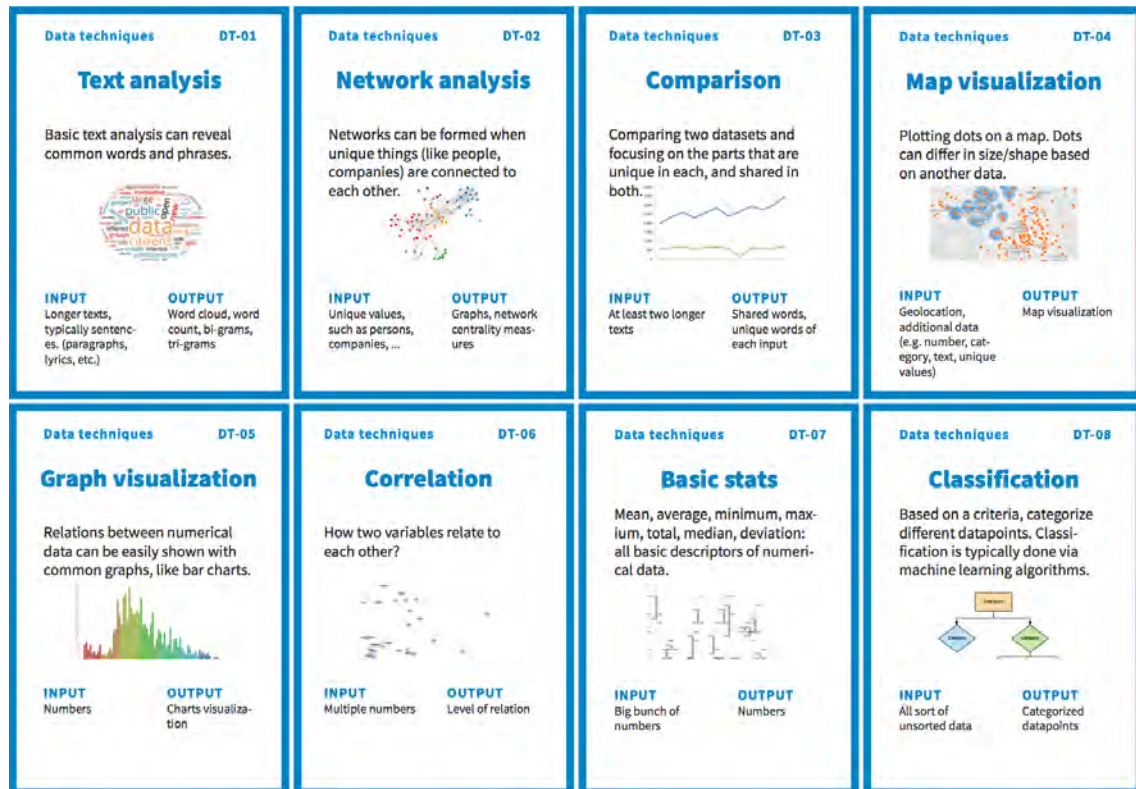 Data techniques DT-01
Text analysis
Basic text analysis can reveal
common words and phrases.
large
public
open
new
data
citizens
INPUT
Longer texts,
typically sentenc-
es. (paragraphs,
lyrics, etc.)
OUTPUT
Word cloud, word
count, bi-grams,
tri-grams
Data techniques DT-02
Network analysis
Networks can be formed when
unique things (like people,
companies) are connected to
each other.
INPUT
Unique values,
such as persons,
companies, ...
OUTPUT
Graphs, network
centrality meas-
ures
Data techniques DT-03
Comparison
Comparing two datasets and
focusing on the parts that are
unique in each, and shared in
both.
INPUT
At least two longer
texts
OUTPUT
Shared words,
unique words of
each input
Data techniques DT-04
Map visualization
Plotting dots on a map. Dots
can differ in size/shape based
on another data.
INPUT
Geolocation,
additional data
(e.g. number, cat-
egory, text, unique
values)
OUTPUT
Map visualization
Data techniques DT-05
Graph visualization
Relations between numerical
data can be easily shown with
common graphs, like bar charts.
INPUT
Numbers
OUTPUT
Charts visualiza-
tion
Data techniques DT-06
Correlation
How two variables relate to
each other?
INPUT
Multiple numbers
OUTPUT
Level of relation
Data techniques DT-07
Basic stats
Mean, average, minimum, max-
ium, total, median, deviation:
all basic descriptors of numeri-
cal data.
INPUT
Big bunch of
numbers
OUTPUT
Numbers
Data techniques DT-08
Classification
Based on a criteria, categorize
different datapoints. Classi-
fication is typically done via
machine learning algorithms.
INPUT
All sort of
unsorted data
OUTPUT
Categorized
datapoints